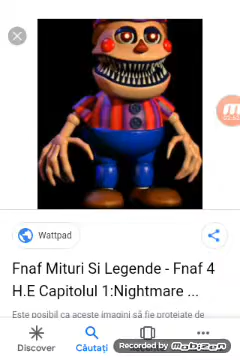 Wattpad
Fnaf Mituri Si Legende - Fnaf 4
H.E Capitolul 1:Nightmare ...
Este posibil ca aceste imagini să fie protejate de
Discover
Căutați
Recorded by Mobizen